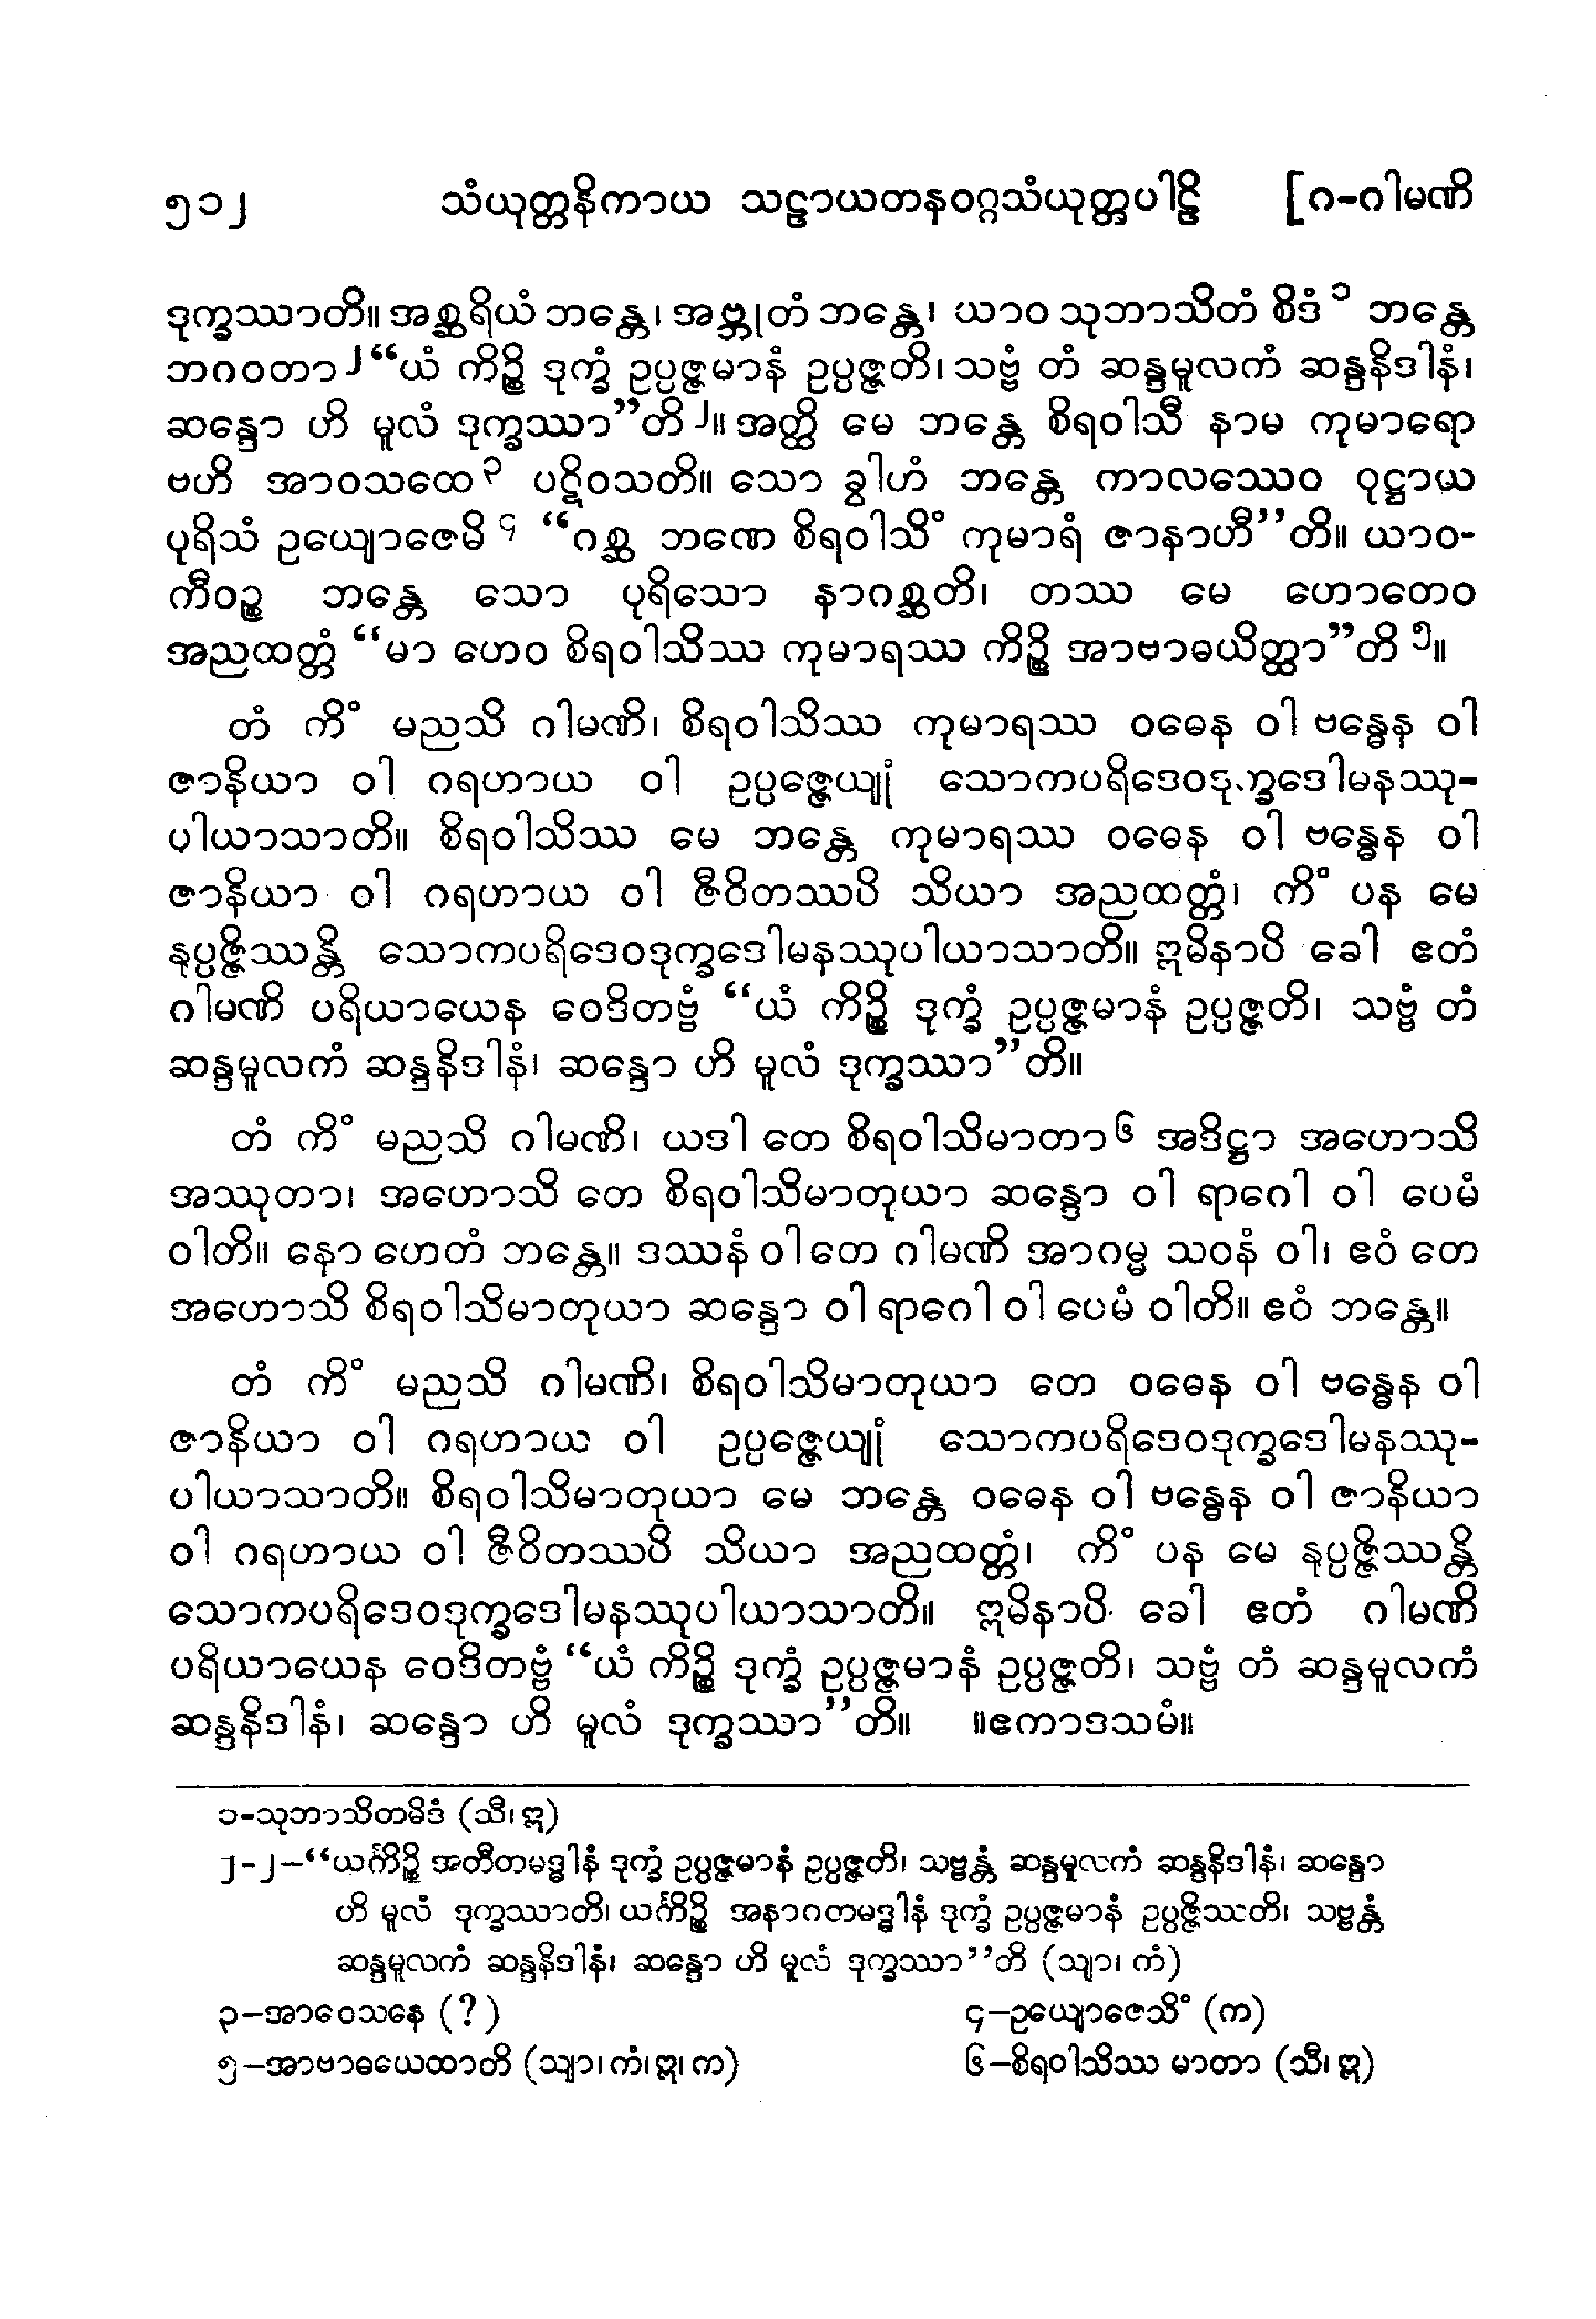 ၅၁၂ သံယုတ္တနိကာယ သဠာယတနဝဂ္ဂသံယုတ္တပါဠိ [ဂ-ဂါမဏိ
ဒုက္ခဿာတိ။ အစ္ဆရိယံ ဘန္တေ၊ အဗ္ဘုတံ ဘန္တေ၊ ယာဝ သုဘာသိတံ စိဒံ ၁ ဘန္တေ
ဘဂဝတာ ၂ “ယံ ကိဉ္စိ ဒုက္ခံ ဥပ္ပဇ္ဇမာနံ ဥပ္ပဇ္ဇတိ၊ သဗ္ဗံ တံ ဆန္ဒမူလကံ ဆန္ဒနိဒါနံ၊
ဆန္ဒော ဟိ မူလံ ဒုက္ခဿာ”တိ ၂။ အတ္ထိ မေ ဘန္တေ စိရဝါသီ နာမ ကုမာရော
ဗဟိ အာဝသထေ ၃ ပဋိဝသတိ။ သော ခွါဟံ ဘန္တေ ကာလဿေဝ ဝုဋ္ဌာယ
ပုရိသံ ဥယျောဇေမိ ၄ “ဂစ္ဆ ဘဏေ စိရဝါသိံ ကုမာရံ ဇာနာဟီ”တိ။ ယာဝ-
ကီဝဉ္စ ဘန္တေ သော ပုရိသော နာဂစ္ဆတိ၊ တဿ မေ ဟောတေဝ
အညထတ္တံ “မာ ဟေဝ စိရဝါသိဿ ကုမာရဿ ကိဉ္စိ အာဗာဓယိတ္ထာ”တိ ၅။
တံ ကိံ မညသိ ဂါမဏိ၊ စိရဝါသိဿ ကုမာရဿ ဝဓေန ဝါ ဗန္ဓေန ဝါ
ဇာနိယာ ဝါ ဂရဟာယ ဝါ ဥပ္ပဇ္ဇေယျုံ သောကပရိဒေဝဒုက္ခဒေါမနဿု-
ပါယာသာတိ။ စိရဝါသိဿ မေ ဘန္တေ ကုမာရဿ ဝဓေန ဝါ ဗန္ဓေန ဝါ
ဇာနိယာ ဝါ ဂရဟာယ ဝါ ဇီဝိတဿပိ သိယာ အညထတ္တံ၊ ကိံ ပန မေ
နုပ္ပဇ္ဇိဿန္တိ သောကပရိဒေဝဒုက္ခဒေါမနဿုပါယာသာတိ။ ဣမိနာပိ ခေါ ဧတံ
ဂါမဏိ ပရိယာယေန ဝေဒိတဗ္ဗံ “ယံ ကိဉ္စိ ဒုက္ခံ ဥပ္ပဇ္ဇမာနံ ဥပ္ပဇ္ဇတိ၊ သဗ္ဗံ တံ
ဆန္ဒမူလကံ ဆန္ဒနိဒါနံ၊ ဆန္ဒော ဟိ မူလံ ဒုက္ခဿာ”တိ။
တံ ကိံ မညသိ ဂါမဏိ၊ ယဒါ တေ စိရဝါသိမာတာ ၆ အဒိဋ္ဌာ အဟောသိ
အဿုတာ၊ အဟောသိ တေ စိရဝါသိမာတုယာ ဆန္ဒော ဝါ ရာဂေါ ဝါ ပေမံ
ဝါတိ။ နော ဟေတံ ဘန္တေ။ ဒဿနံ ဝါ တေ ဂါမဏိ အာဂမ္မ သဝနံ ဝါ၊ ဧဝံ တေ
အဟောသိ စိရဝါသိမာတုယာ ဆန္ဒော ဝါ ရာဂေါ ဝါ ပေမံ ဝါတိ။ ဧဝံ ဘန္တေ။
တံ ကိံ မညသိ ဂါမဏိ၊ စိရဝါသိမာတုယာ တေ ဝဓေန ဝါ ဗန္ဓေန ဝါ
ဇာနိယာ ဝါ ဂရဟာယ ဝါ ဥပ္ပဇ္ဇေယျုံ သောကပရိဒေဝဒုက္ခဒေါမနဿု-
ပါယာသာတိ။ စိရဝါသိမာတုယာ မေ ဘန္တေ ဝဓေန ဝါ ဗန္ဓေန ဝါ ဇာနိယာ
ဝါ ဂရဟာယ ဝါ ဇီဝိတဿပိ သိယာ အညထတ္တံ၊ ကိံ ပန မေ နုပ္ပဇ္ဇိဿန္တိ
သောကပရိဒေဝဒုက္ခဒေါမနဿုပါယာသာတိ။ ဣမိနာပိ ခေါ ဧတံ ဂါမဏိ
ပရိယာယေန ဝေဒိတဗ္ဗံ “ယံ ကိဉ္စိ ဒုက္ခံ ဥပ္ပဇ္ဇမာနံ ဥပ္ပဇ္ဇတိ၊ သဗ္ဗံ တံ ဆန္ဒမူလကံ
ဆန္ဒနိဒါနံ၊ ဆန္ဒော ဟိ မူလံ ဒုက္ခဿာ”တိ။ ။ဧကာဒသမံ။
၁-သုဘာသိတမိဒံ (သီ၊ ဣ)
၂-၂-“ယင်္ကိဉ္စိ အတီတမဒ္ဓါနံ ဒုက္ခံ ဥပ္ပဇ္ဇမာနံ ဥပ္ပဇ္ဇတိ၊ သဗ္ဗန္တံ ဆန္ဒမူလကံ ဆန္ဒနိဒါနံ၊ ဆန္ဒော
ဟိ မူလံ ဒုက္ခဿာတိ၊ ယင်္ကိဉ္စိ အနာဂတမဒ္ဓါနံ ဒုက္ခံ ဥပ္ပဇ္ဇမာနံ ဥပ္ပဇ္ဇိဿတိ၊ သဗ္ဗန္တံ
ဆန္ဒမူလကံ ဆန္ဒနိဒါနံ၊ ဆန္ဒော ဟိ မူလံ ဒုက္ခဿာ”တိ (သျာ၊ ကံ)
၃-အာဝေသနေ (?) ၄-ဥယျောဇေသိံ (က)
၅-အာဗာဓယေထာတိ (သျာ၊ ကံ၊ ဣ၊ က) ၆-စိရဝါသိဿ မာတာ (သီ၊ ဣ)